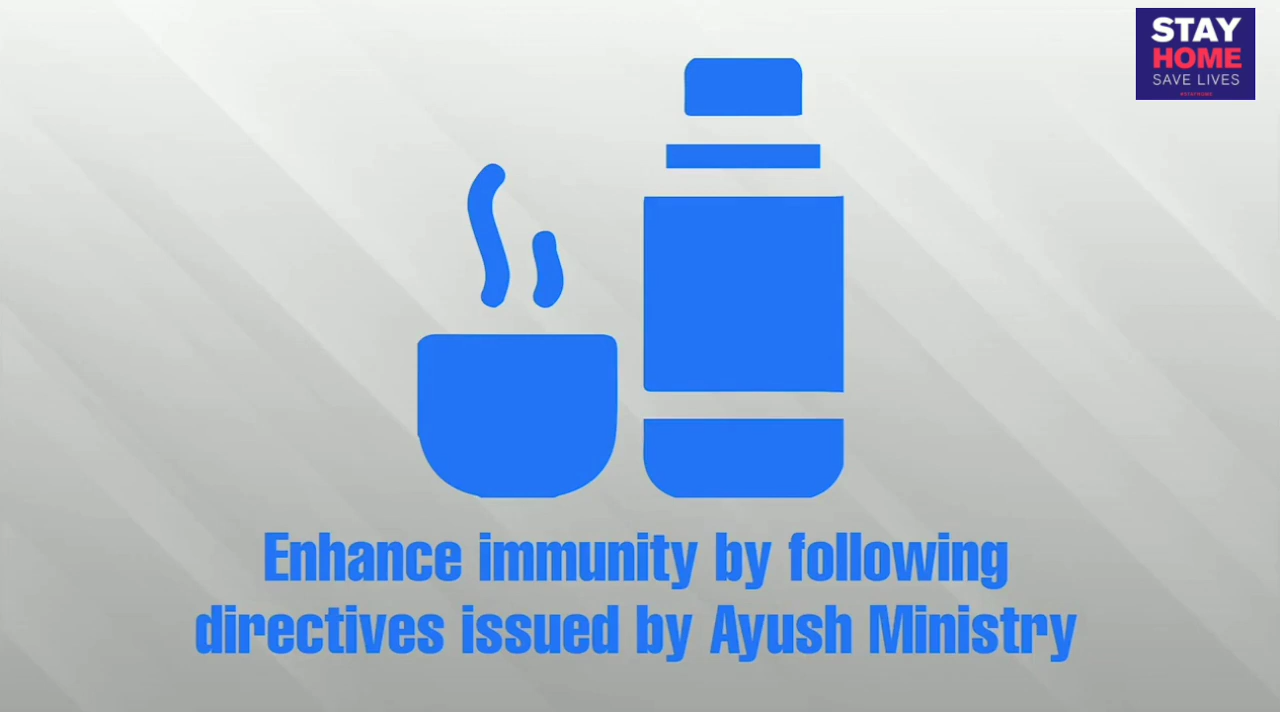 STAY
HOME
SAVE LIVES
Enhance immunity by following
directives issued by Ayush Ministry